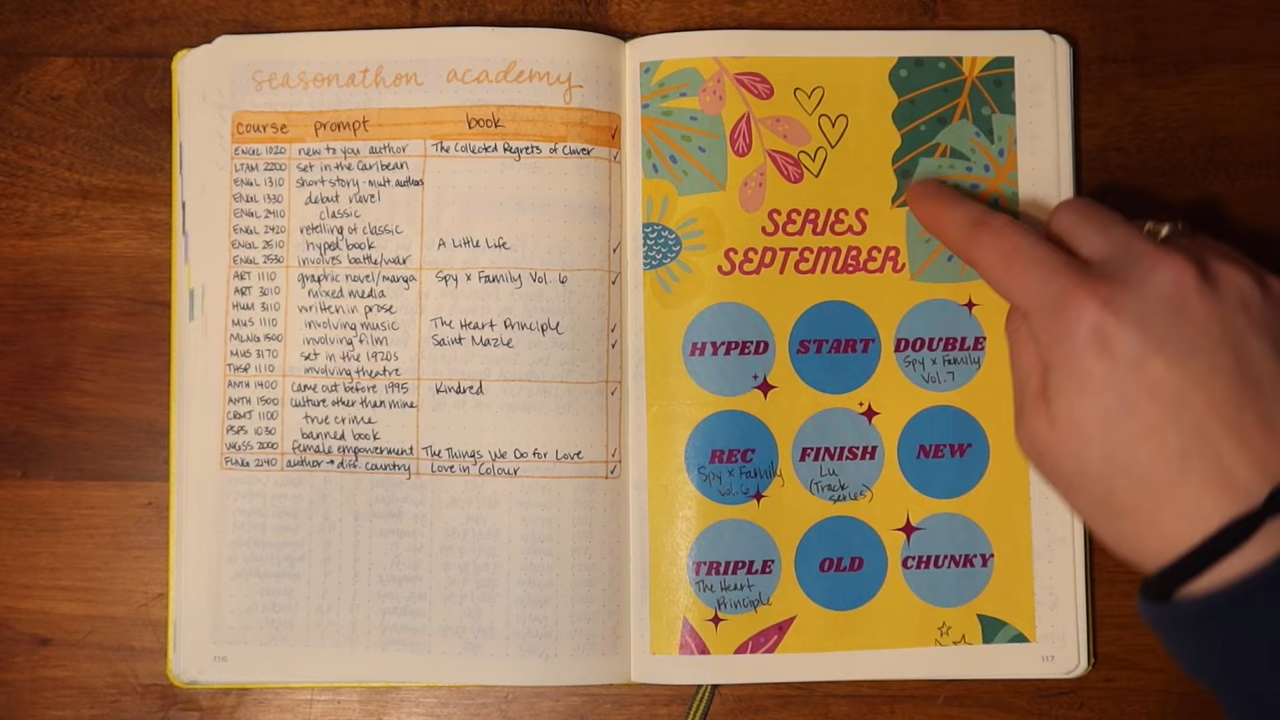 seasonathon academy
course prompt book ✓
ENGL 1020 new to you author The Collected Regrets of Clover ✓
LTAM 2200 set in the Caribean
ENGL 1310 short story - mult. authors
ENGL 1330 debut novel
ENGL 2410 classic
ENGL 2420 retelling of classic
ENGL 2510 hyped book A Little Life ✓
ENGL 2530 involves battle/war
ART 1110 graphic novel/manga Spy x Family Vol. 6 ✓
ART 3010 mixed media
HUM 3110 written in prose
MUS 1110 involving music The Heart Principle ✓
MLNG 1500 involving film Saint Mazie ✓
MUS 3170 set in the 1920s
THSP 1110 involving theatre
ANTH 1400 came out before 1995 Kindred ✓
ANTH 1500 culture other than mine
CRMJ 1100 true crime
PSPS 1030 banned book
WGSS 2000 female empowerment The Things We Do for Love ✓
FLNG 2140 author → diff. country Love in Colour ✓
116
SERIES
SEPTEMBER
HYPED START DOUBLE
Spy x Family
Vol. 7
REC FINISH NEW
Spy x Family Lu
vol. 6 (Track
series)
TRIPLE OLD CHUNKY
The Heart
Principle
117